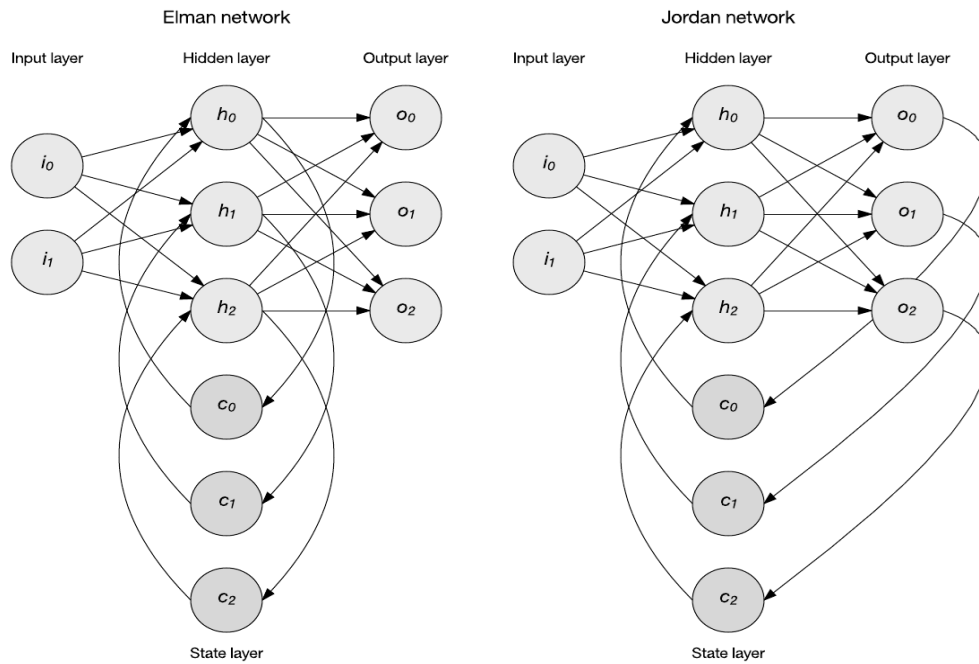 Elman network
Input layer
Hidden layer
Output layer
i0
i1
h0
h1
h2
o0
o1
o2
c0
c1
c2
State layer
Jordan network
Input layer
Hidden layer
Output layer
i0
i1
h0
h1
h2
o0
o1
o2
c0
c1
c2
State layer